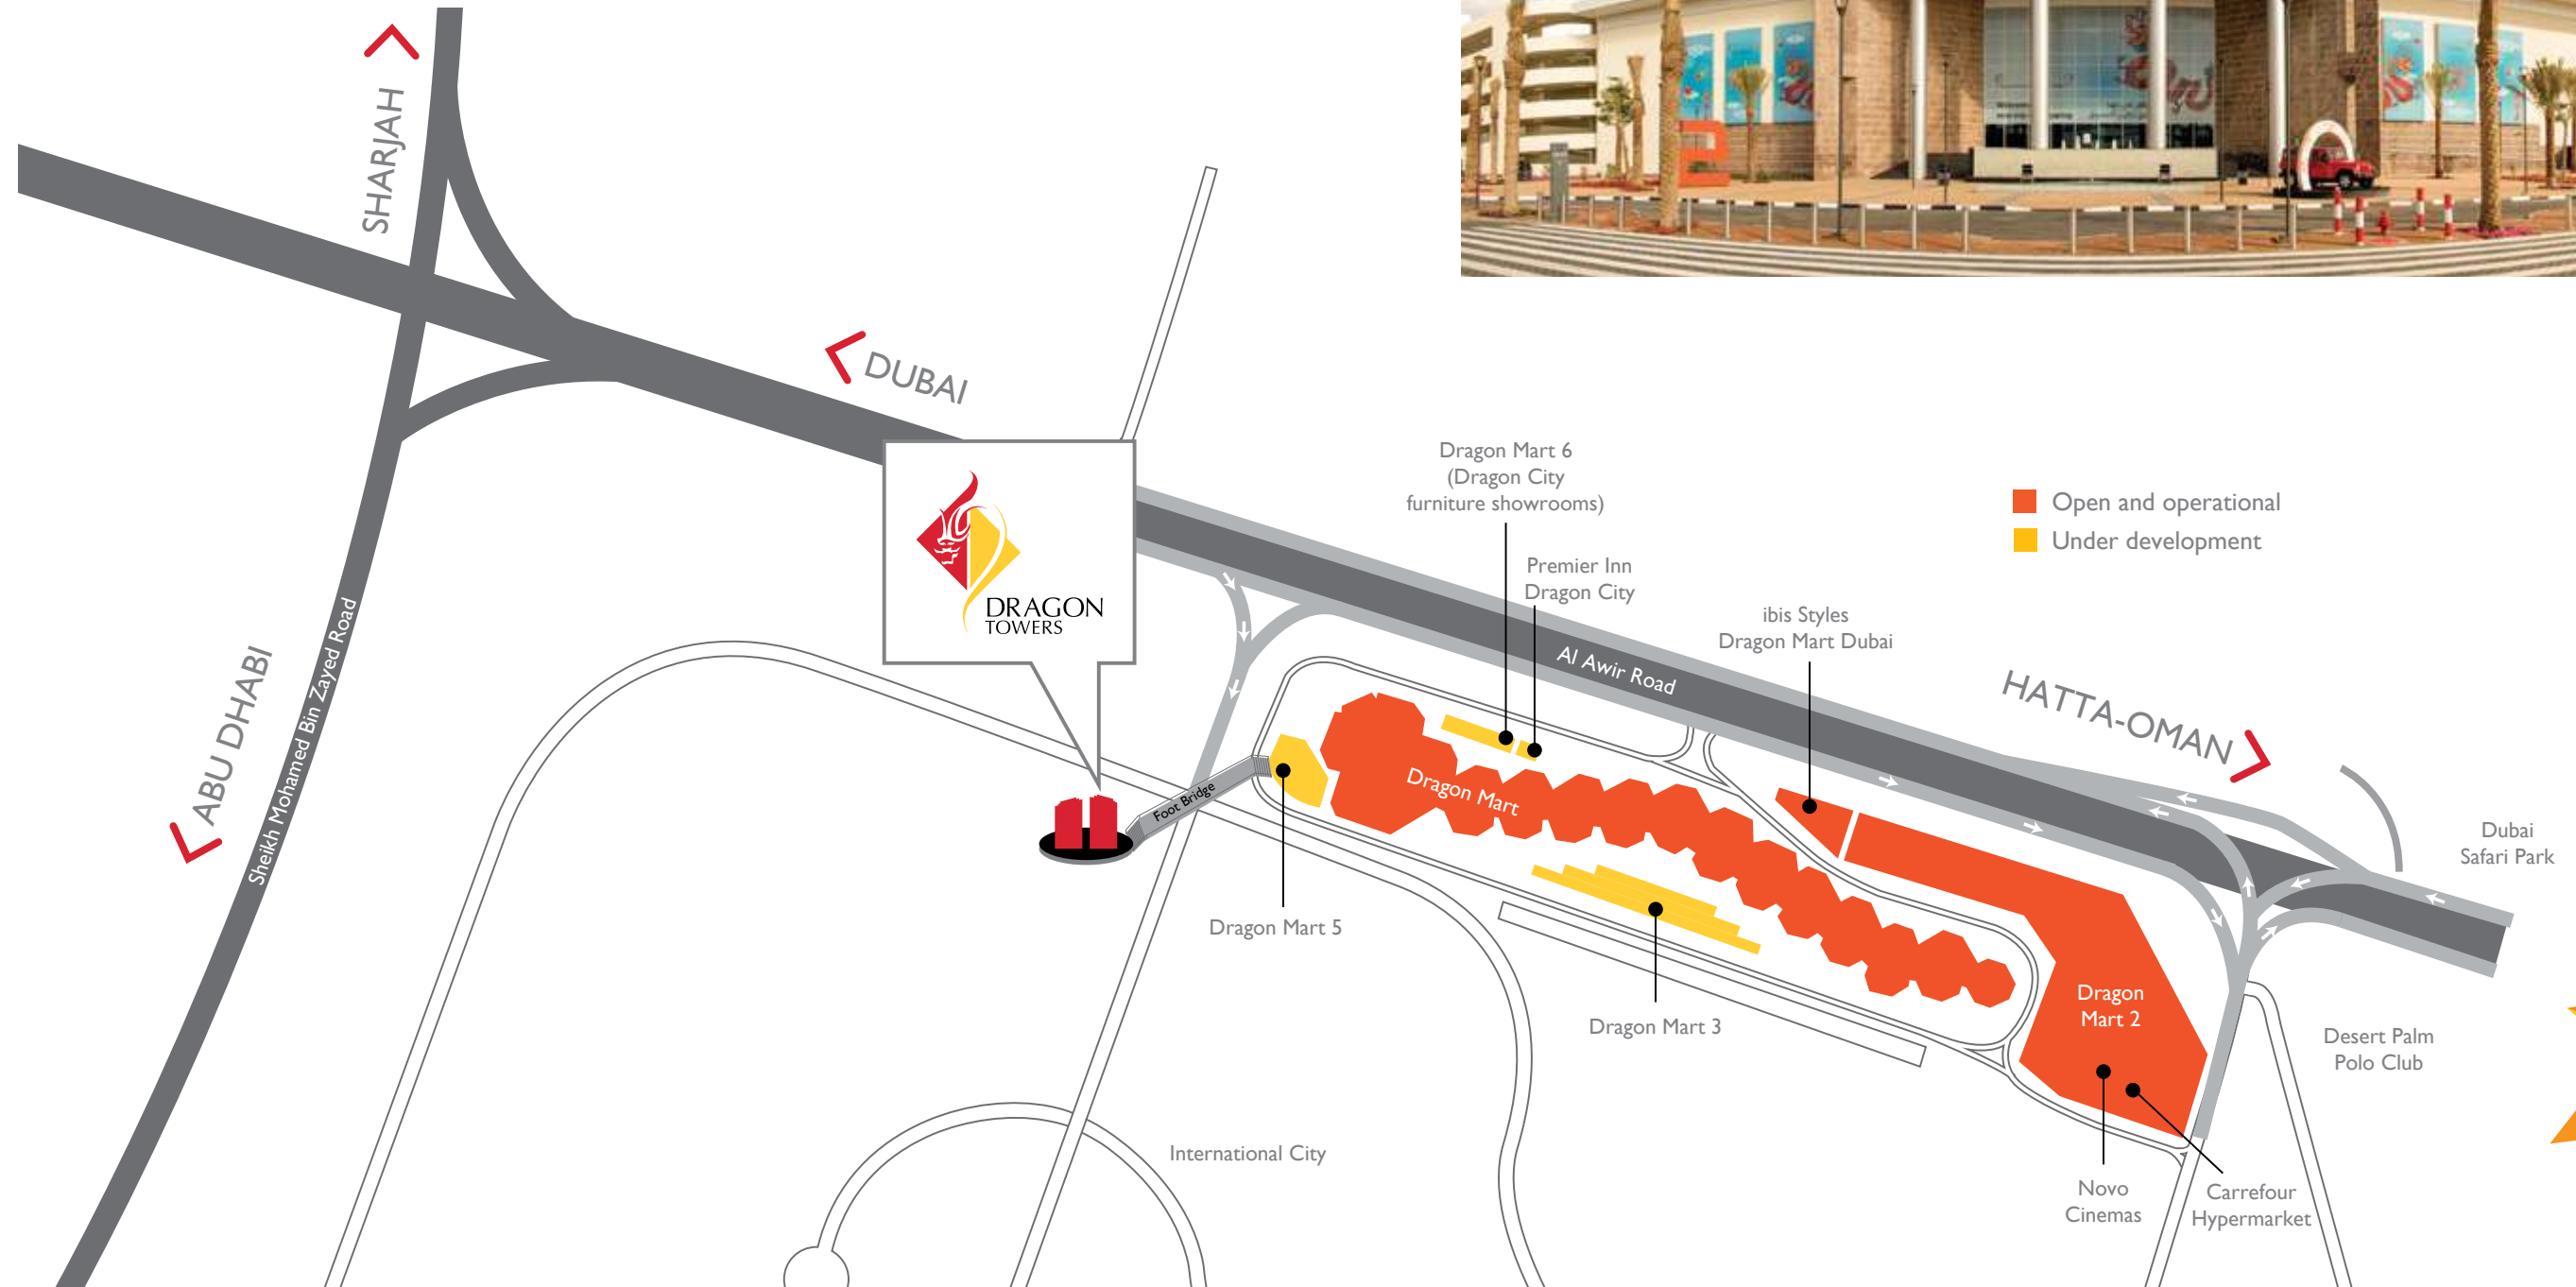 SHARJAH
DUBAI
DRAGON
TOWERS
ABU DHABI
Sheikh Mohamed Bin Zayed Road
Dragon Mart 6
(Dragon City
furniture showrooms)
Premier Inn
Dragon City
ibis Styles
Dragon Mart Dubai
Open and operational
Under development
Al Awir Road
HATTA-OMAN
Foot Bridge
Dragon Mart
Dragon Mart 5
Dragon Mart 3
Dubai
Safari Park
Dragon
Mart 2
Desert Palm
Polo Club
International City
Novo
Cinemas
Carrefour
Hypermarket
2